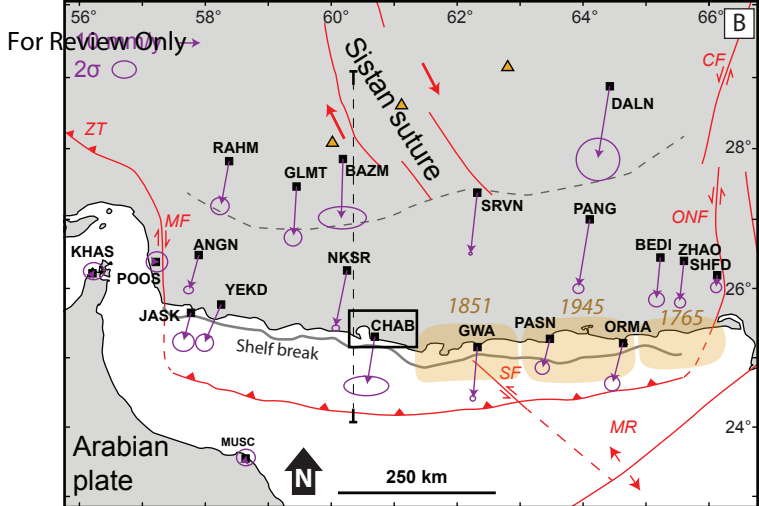 56° 58° 60° 62° 64° 66°
B
For Review Only
10 mm/y
2σ
Sistan suture
CF
DALN
ZT
28°
RAHM
GLMT
BAZM
SRVN
PANG
ONF
MF
ANGN
BEDI
ZHAO
KHAS
POOS
NKSR
SHFD
26°
YEKD
1851
1945
1765
JASK
CHAB
GWA
PASN
ORMA
Shelf break
SF
24°
MR
Arabian
plate
MUSC
N
250 km